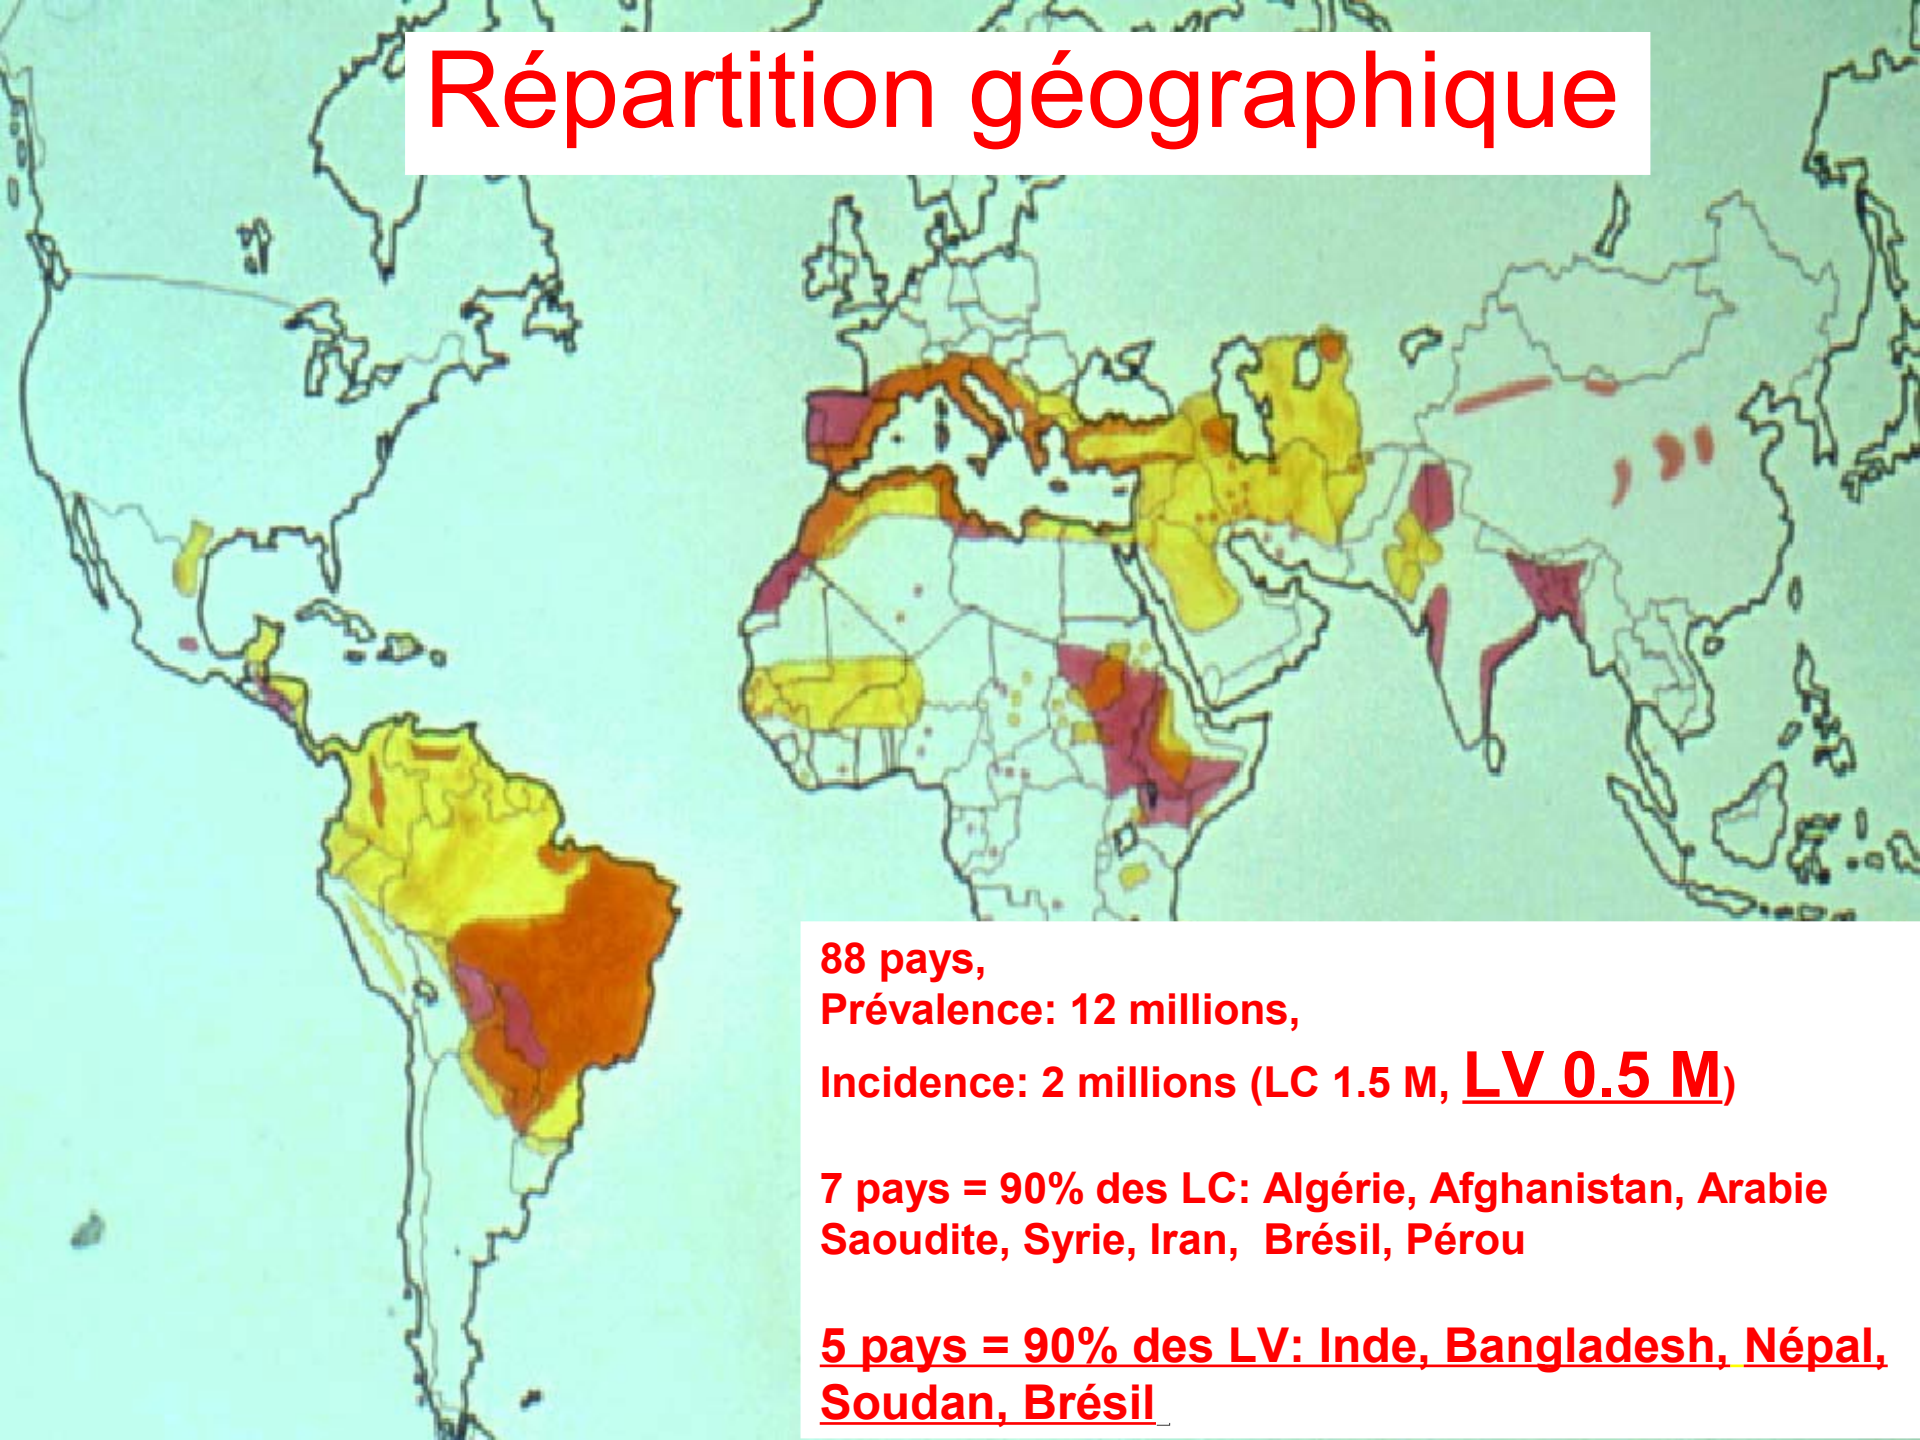 Répartition géographique
88 pays,
Prévalence: 12 millions,
Incidence: 2 millions (LC 1.5 M, LV 0.5 M)
7 pays = 90% des LC: Algérie, Afghanistan, Arabie
Saoudite, Syrie, Iran, Brésil, Pérou
5 pays = 90% des LV: Inde, Bangladesh, Népal,
Soudan, Brésil